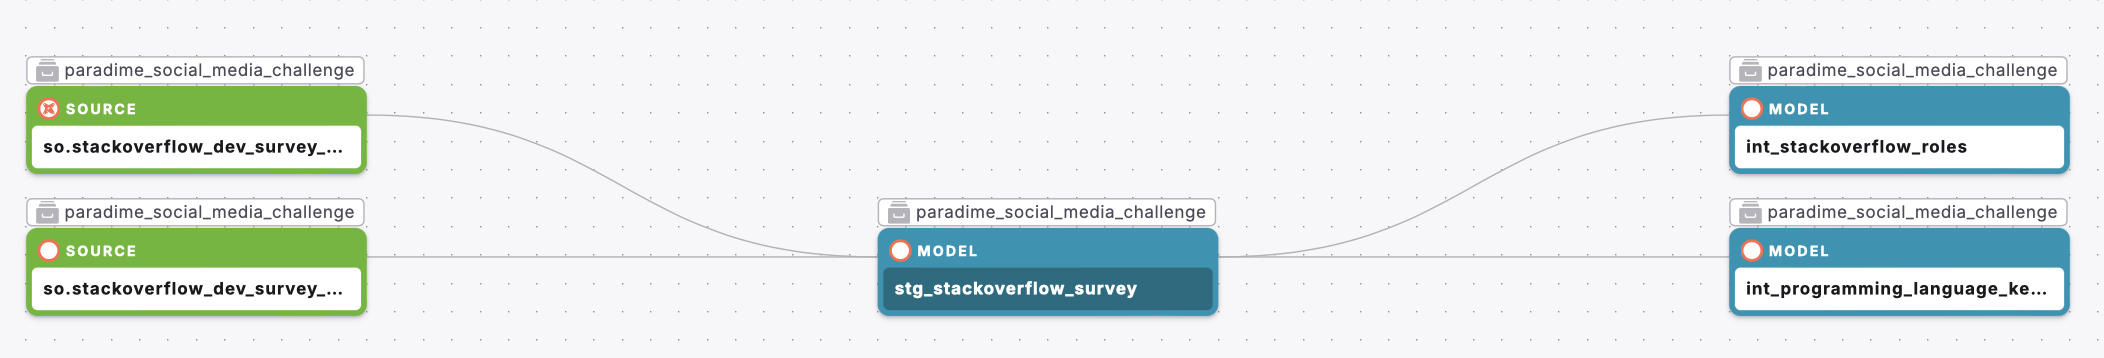 paradime_social_media_challenge
SOURCE
so.stackoverflow_dev_survey_...
paradime_social_media_challenge
SOURCE
so.stackoverflow_dev_survey_...
paradime_social_media_challenge
MODEL
stg_stackoverflow_survey
paradime_social_media_challenge
MODEL
int_stackoverflow_roles
paradime_social_media_challenge
MODEL
int_programming_language_ke...